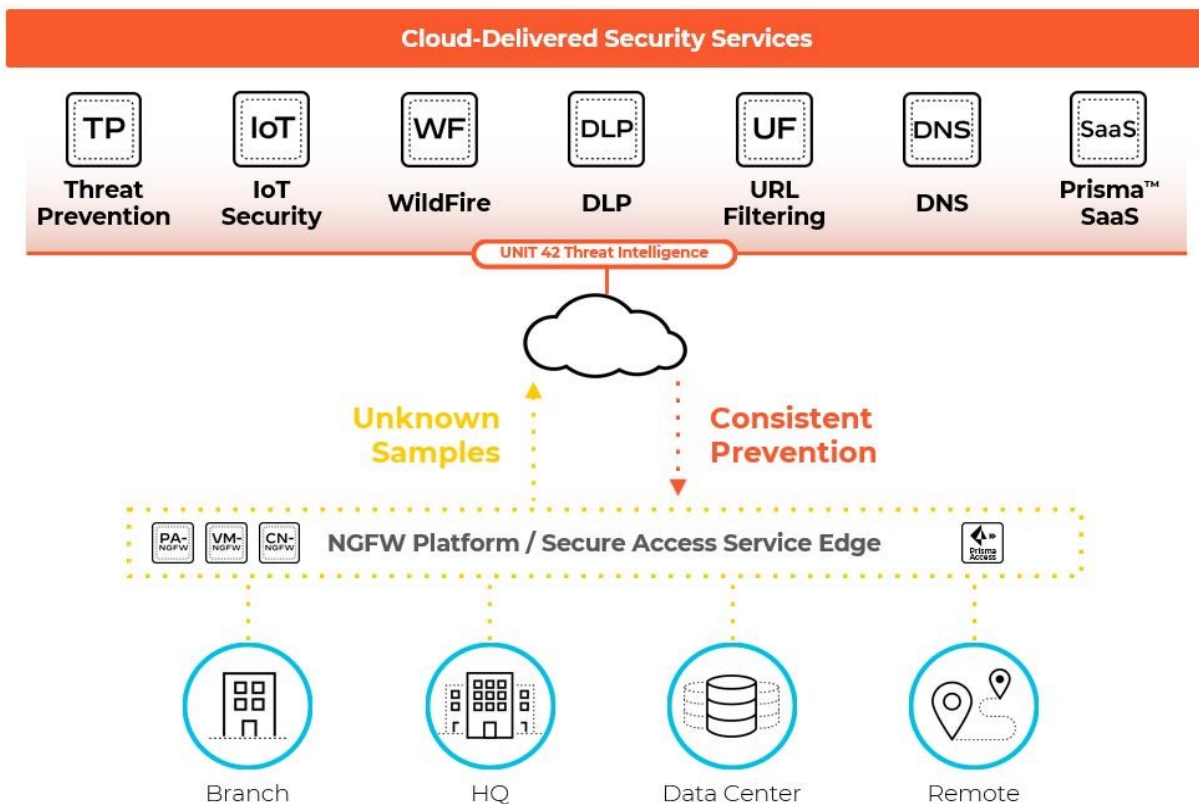 Cloud-Delivered Security Services
TP
IoT
WF
DLP
UF
DNS
SaaS
Threat
Prevention
IoT
Security
WildFire
DLP
URL
Filtering
DNS
Prisma™
SaaS
UNIT 42 Threat Intelligence
Unknown
Samples
Consistent
Prevention
PA-
NGFW
VM-
NGFW
CN-
NGFW
NGFW Platform / Secure Access Service Edge
Prisma
Access
Branch
HQ
Data Center
Remote